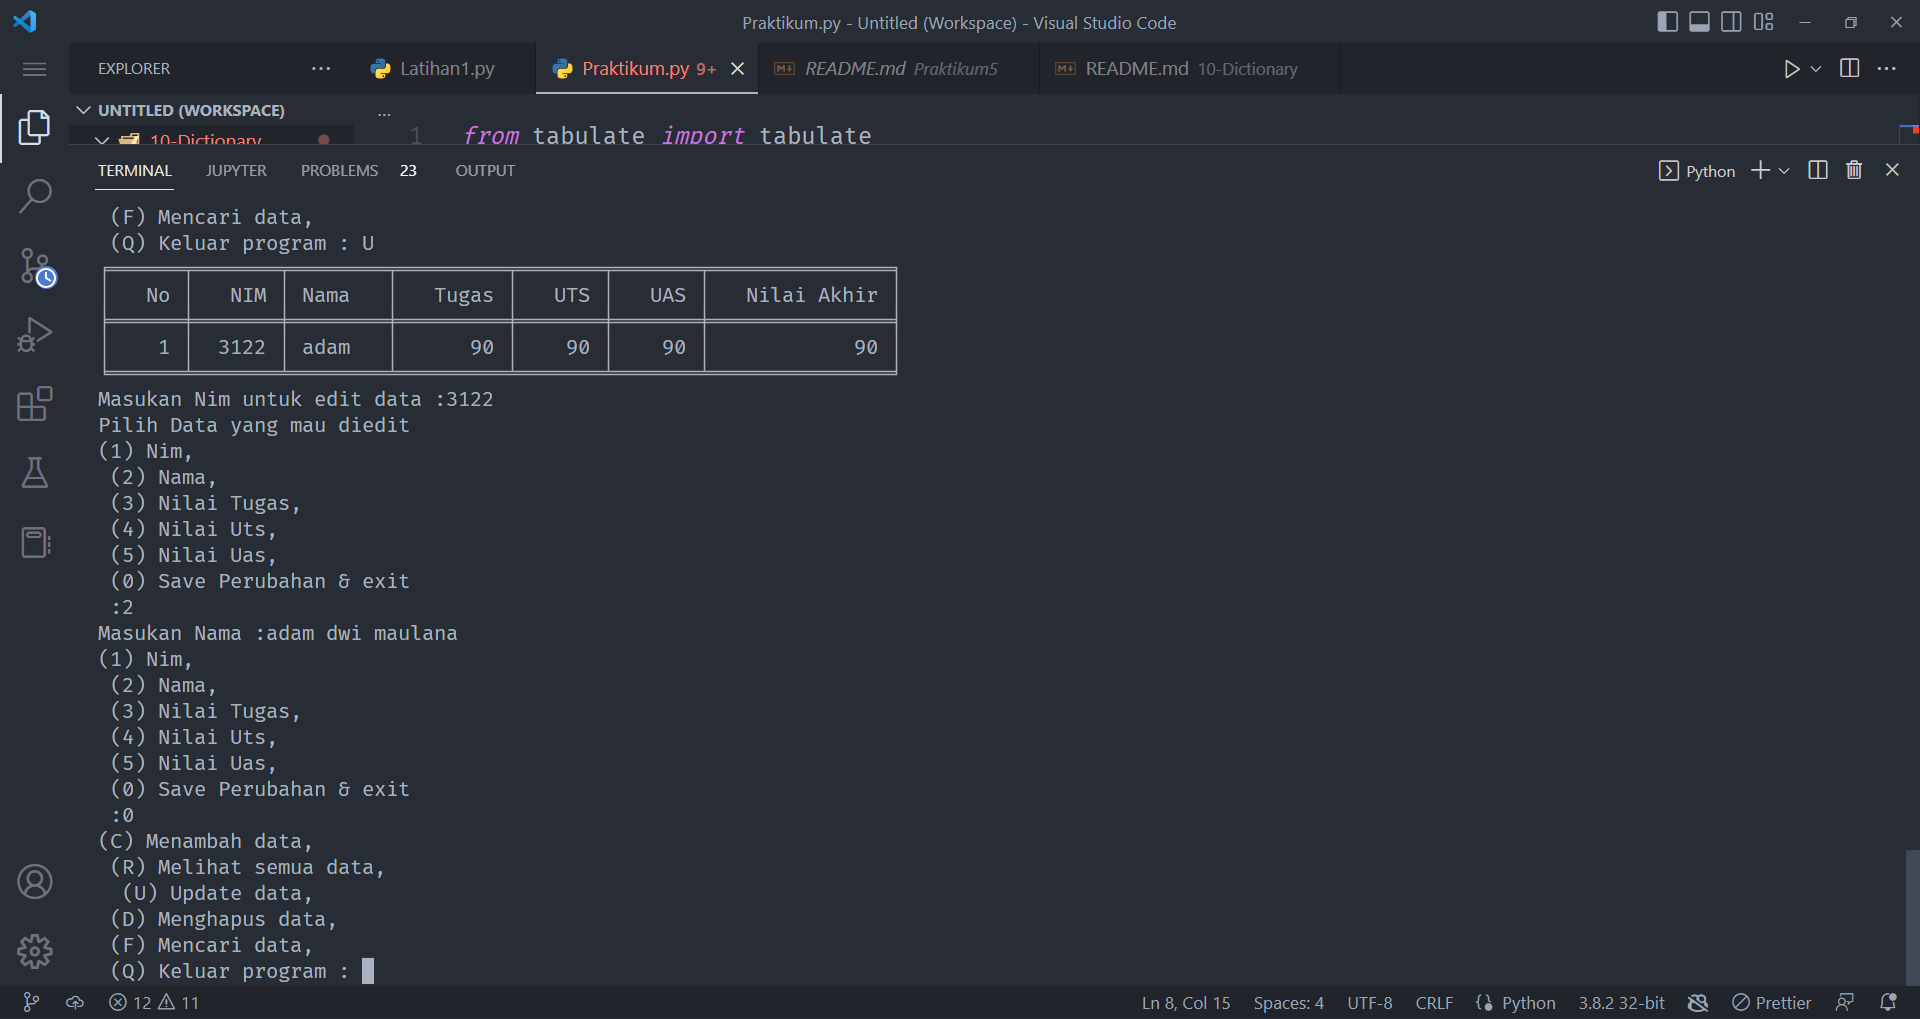 Praktikum.py - Untitled (Workspace) - Visual Studio Code
EXPLORER
Latihan1.py
Praktikum.py 9+
README.md Praktikum5
README.md 10-Dictionary
UNTITLED (WORKSPACE)
10-Dictionary
1 from tabulate import tabulate
TERMINAL JUPYTER PROBLEMS 23 OUTPUT
Python
(F) Mencari data,
(Q) Keluar program : U
No NIM Nama Tugas UTS UAS Nilai Akhir
1 3122 adam 90 90 90 90
Masukan Nim untuk edit data :3122
Pilih Data yang mau diedit
(1) Nim,
(2) Nama,
(3) Nilai Tugas,
(4) Nilai Uts,
(5) Nilai Uas,
(0) Save Perubahan & exit
:2
Masukan Nama :adam dwi maulana
(1) Nim,
(2) Nama,
(3) Nilai Tugas,
(4) Nilai Uts,
(5) Nilai Uas,
(0) Save Perubahan & exit
:0
(C) Menambah data,
(R) Melihat semua data,
(U) Update data,
(D) Menghapus data,
(F) Mencari data,
(Q) Keluar program :
12 11
Ln 8, Col 15 Spaces: 4 UTF-8 CRLF Python 3.8.2 32-bit Prettier